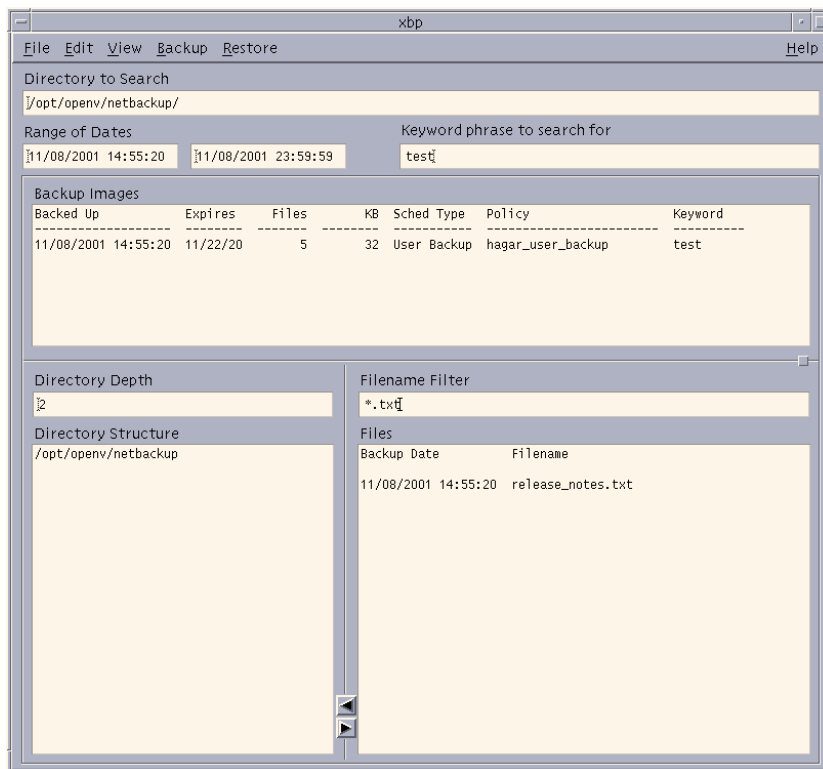 xbp
File Edit View Backup Restore Help
Directory to Search
/opt/openv/netbackup/
Range of Dates Keyword phrase to search for
11/08/2001 14:55:20 11/08/2001 23:59:59 test
Backup Images
Backed Up Expires Files KB Sched Type Policy Keyword
------------------- -------- ------- -------- ----------- ------------------------ ----------
11/08/2001 14:55:20 11/22/20 5 32 User Backup hagar_user_backup test
Directory Depth Filename Filter
2 *.txt
Directory Structure Files
/opt/openv/netbackup Backup Date Filename
11/08/2001 14:55:20 release_notes.txt